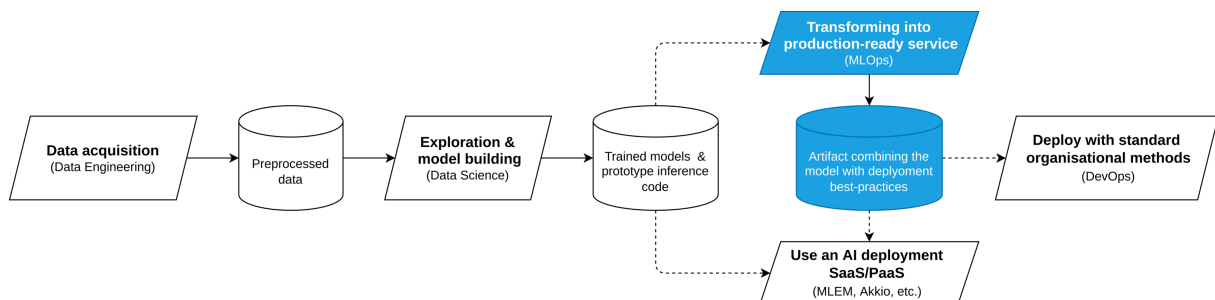 Data acquisition
(Data Engineering)
Preprocessed
data
Exploration &
model building
(Data Science)
Trained models &
prototype inference
code
Transforming into
production-ready service
(MLOps)
Artifact combining the
model with deplyoment
best-practices
Deploy with standard
organisational methods
(DevOps)
Use an AI deployment
SaaS/PaaS
(MLEM, Akkio, etc.)